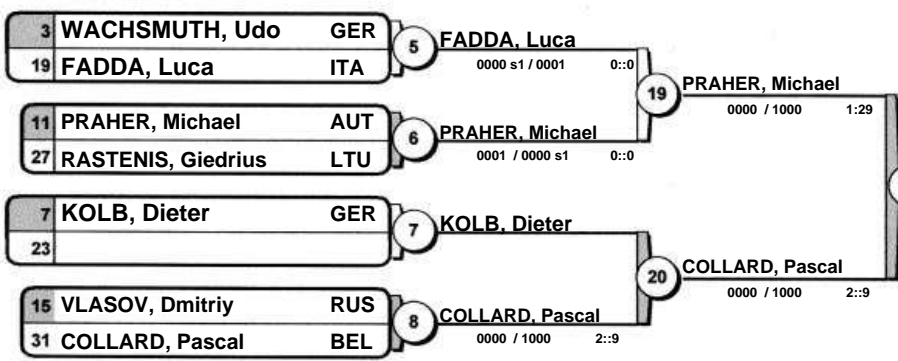 3 WACHSMUTH, Udo GER
19 FADDA, Luca ITA
5
FADDA, Luca
0000 s1 / 0001 0::0
11 PRAHER, Michael AUT
27 RASTENIS, Giedrius LTU
6
PRAHER, Michael
0001 / 0000 s1 0::0
19
PRAHER, Michael
0000 / 1000 1:29
7 KOLB, Dieter GER
23
7
KOLB, Dieter
15 VLASOV, Dmitriy RUS
31 COLLARD, Pascal BEL
8
COLLARD, Pascal
0000 / 1000 2::9
20
COLLARD, Pascal
0000 / 1000 2::9